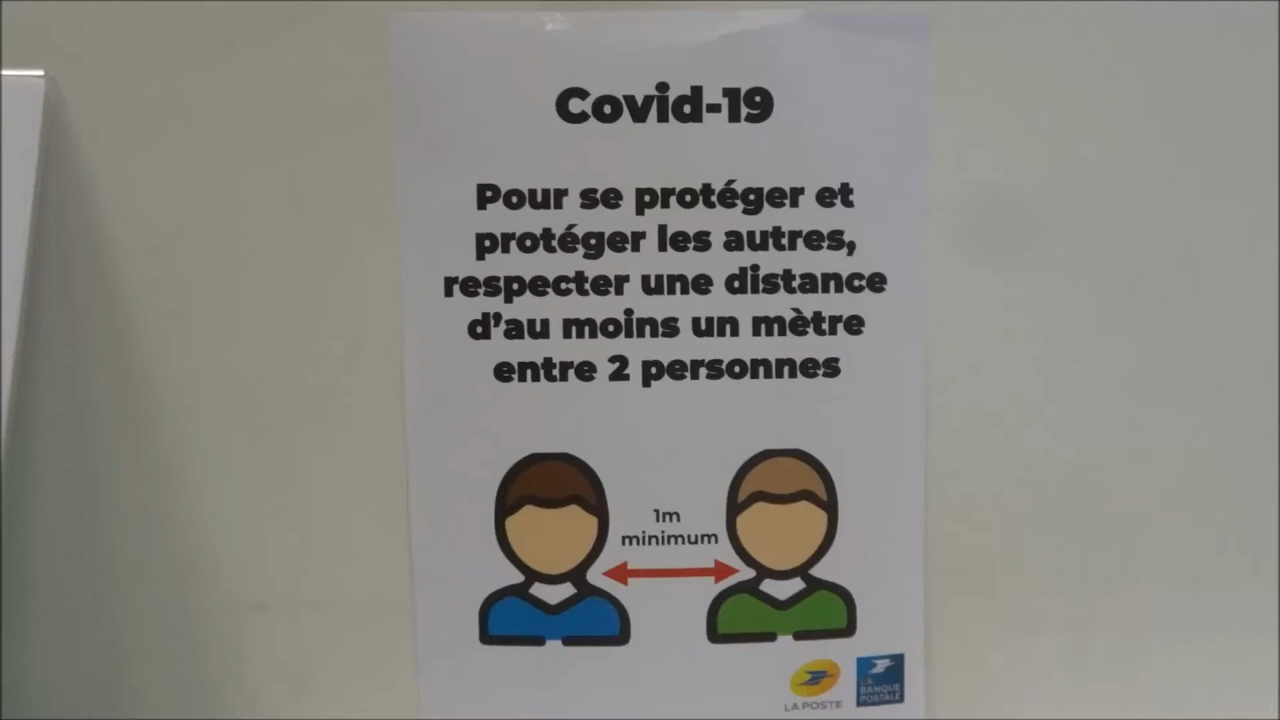 Covid-19
Pour se protéger et
protéger les autres,
respecter une distance
d'au moins un mètre
entre 2 personnes
1m
minimum
LA POSTE
LA
BANQUE
POSTALE